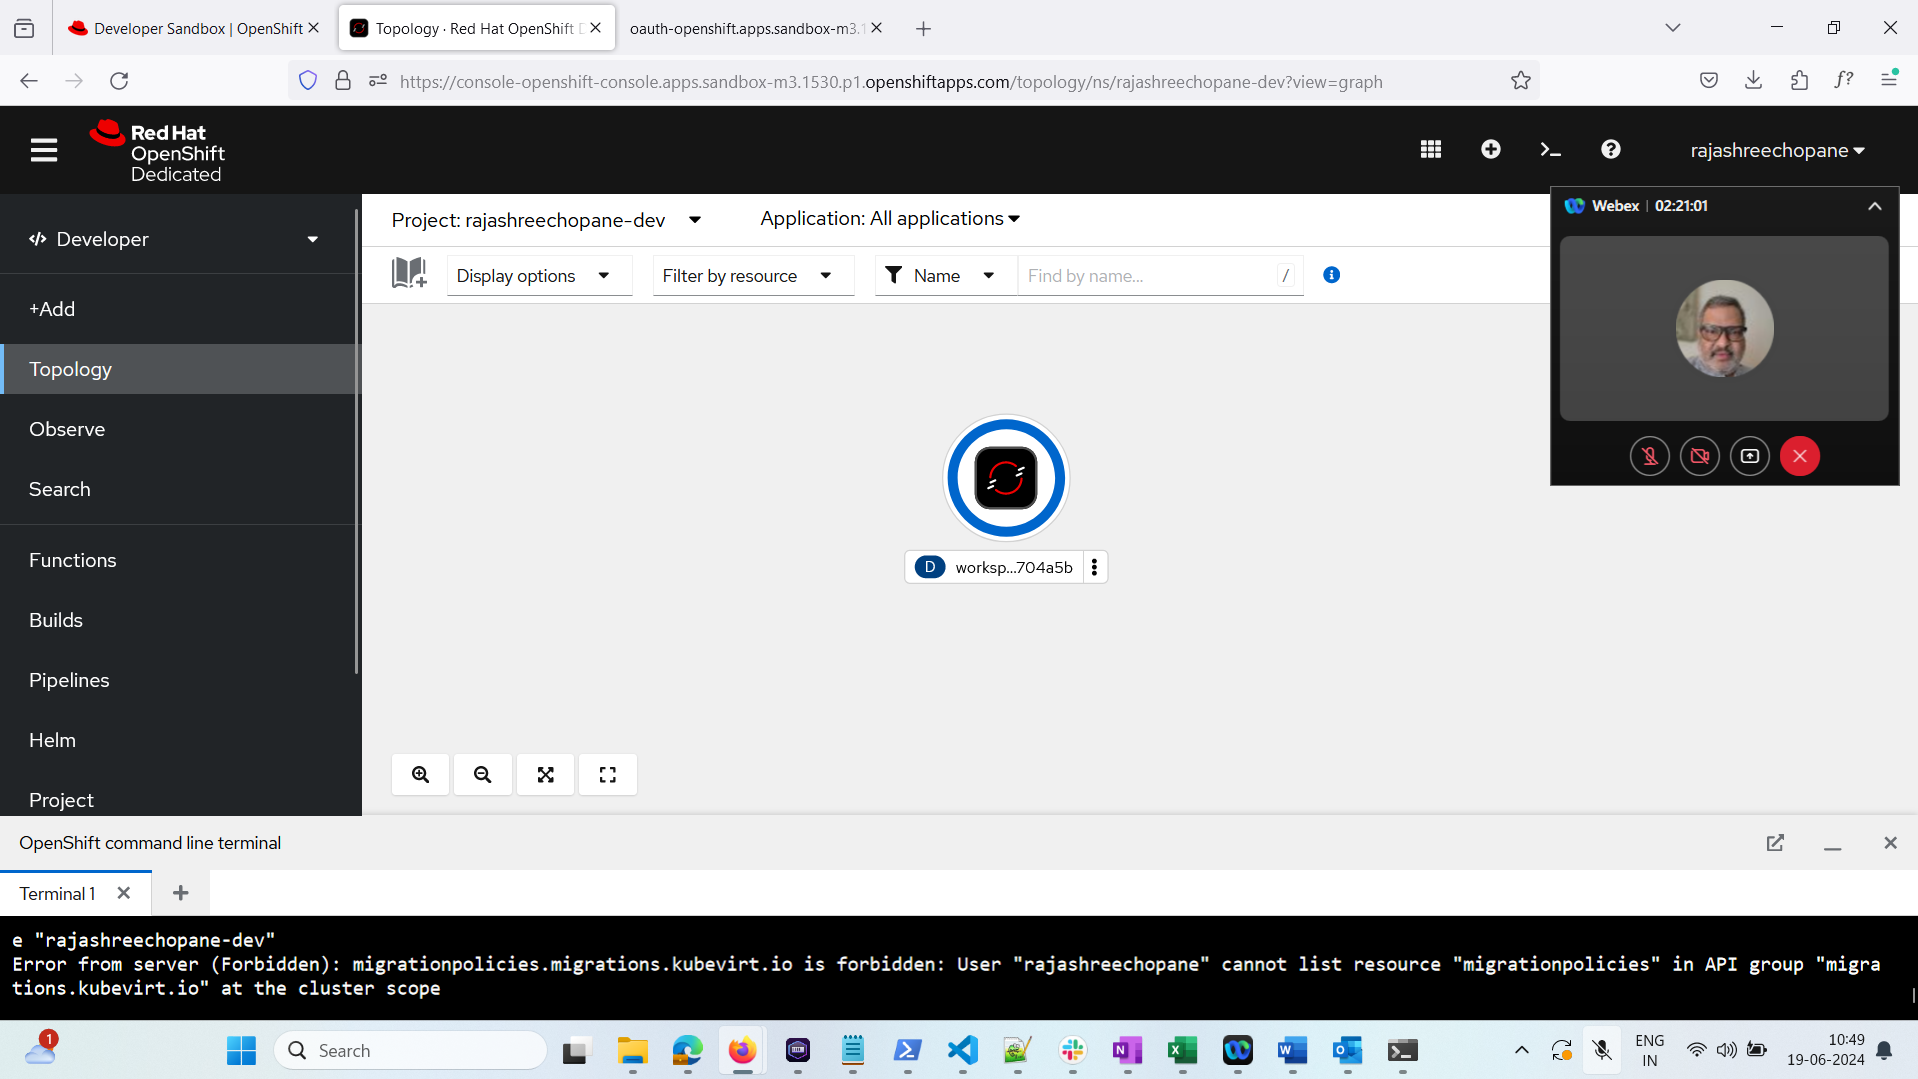 Developer Sandbox | OpenShift
Topology · Red Hat OpenShift D
oauth-openshift.apps.sandbox-m3.1
https://console-openshift-console.apps.sandbox-m3.1530.p1.openshiftapps.com/topology/ns/rajashreechopane-dev?view=graph
Red Hat
OpenShift
Dedicated
rajashreechopane
Developer
+Add
Topology
Observe
Search
Functions
Builds
Pipelines
Helm
Project
Project: rajashreechopane-dev
Application: All applications
Display options
Filter by resource
Name
Find by name...
/
Webex | 02:21:01
D worksp...704a5b
OpenShift command line terminal
Terminal 1
e "rajashreechopane-dev"
Error from server (Forbidden): migrationpolicies.migrations.kubevirt.io is forbidden: User "rajashreechopane" cannot list resource "migrationpolicies" in API group "migra
tions.kubevirt.io" at the cluster scope
1
Search
ENG
IN
10:49
19-06-2024